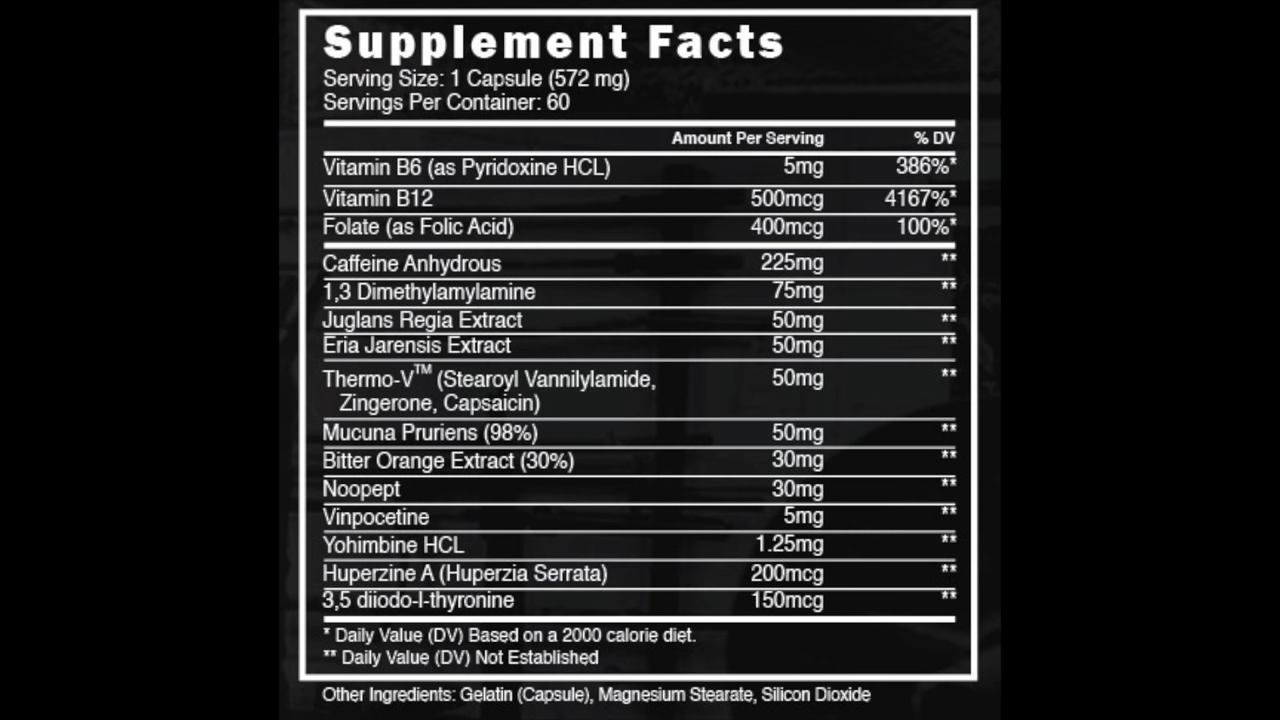 Supplement Facts
Serving Size: 1 Capsule (572 mg)
Servings Per Container: 60
Amount Per Serving % DV
Vitamin B6 (as Pyridoxine HCL) 5mg 386%*
Vitamin B12 500mcg 4167%*
Folate (as Folic Acid) 400mcg 100%*
Caffeine Anhydrous 225mg **
1,3 Dimethylamylamine 75mg **
Juglans Regia Extract 50mg **
Eria Jarensis Extract 50mg **
Thermo-V™ (Stearoyl Vannilylamide, 50mg **
Zingerone, Capsaicin)
Mucuna Pruriens (98%) 50mg **
Bitter Orange Extract (30%) 30mg **
Noopept 30mg **
Vinpocetine 5mg **
Yohimbine HCL 1.25mg **
Huperzine A (Huperzia Serrata) 200mcg **
3,5 diiodo-l-thyronine 150mcg **
* Daily Value (DV) Based on a 2000 calorie diet.
** Daily Value (DV) Not Established
Other Ingredients: Gelatin (Capsule), Magnesium Stearate, Silicon Dioxide